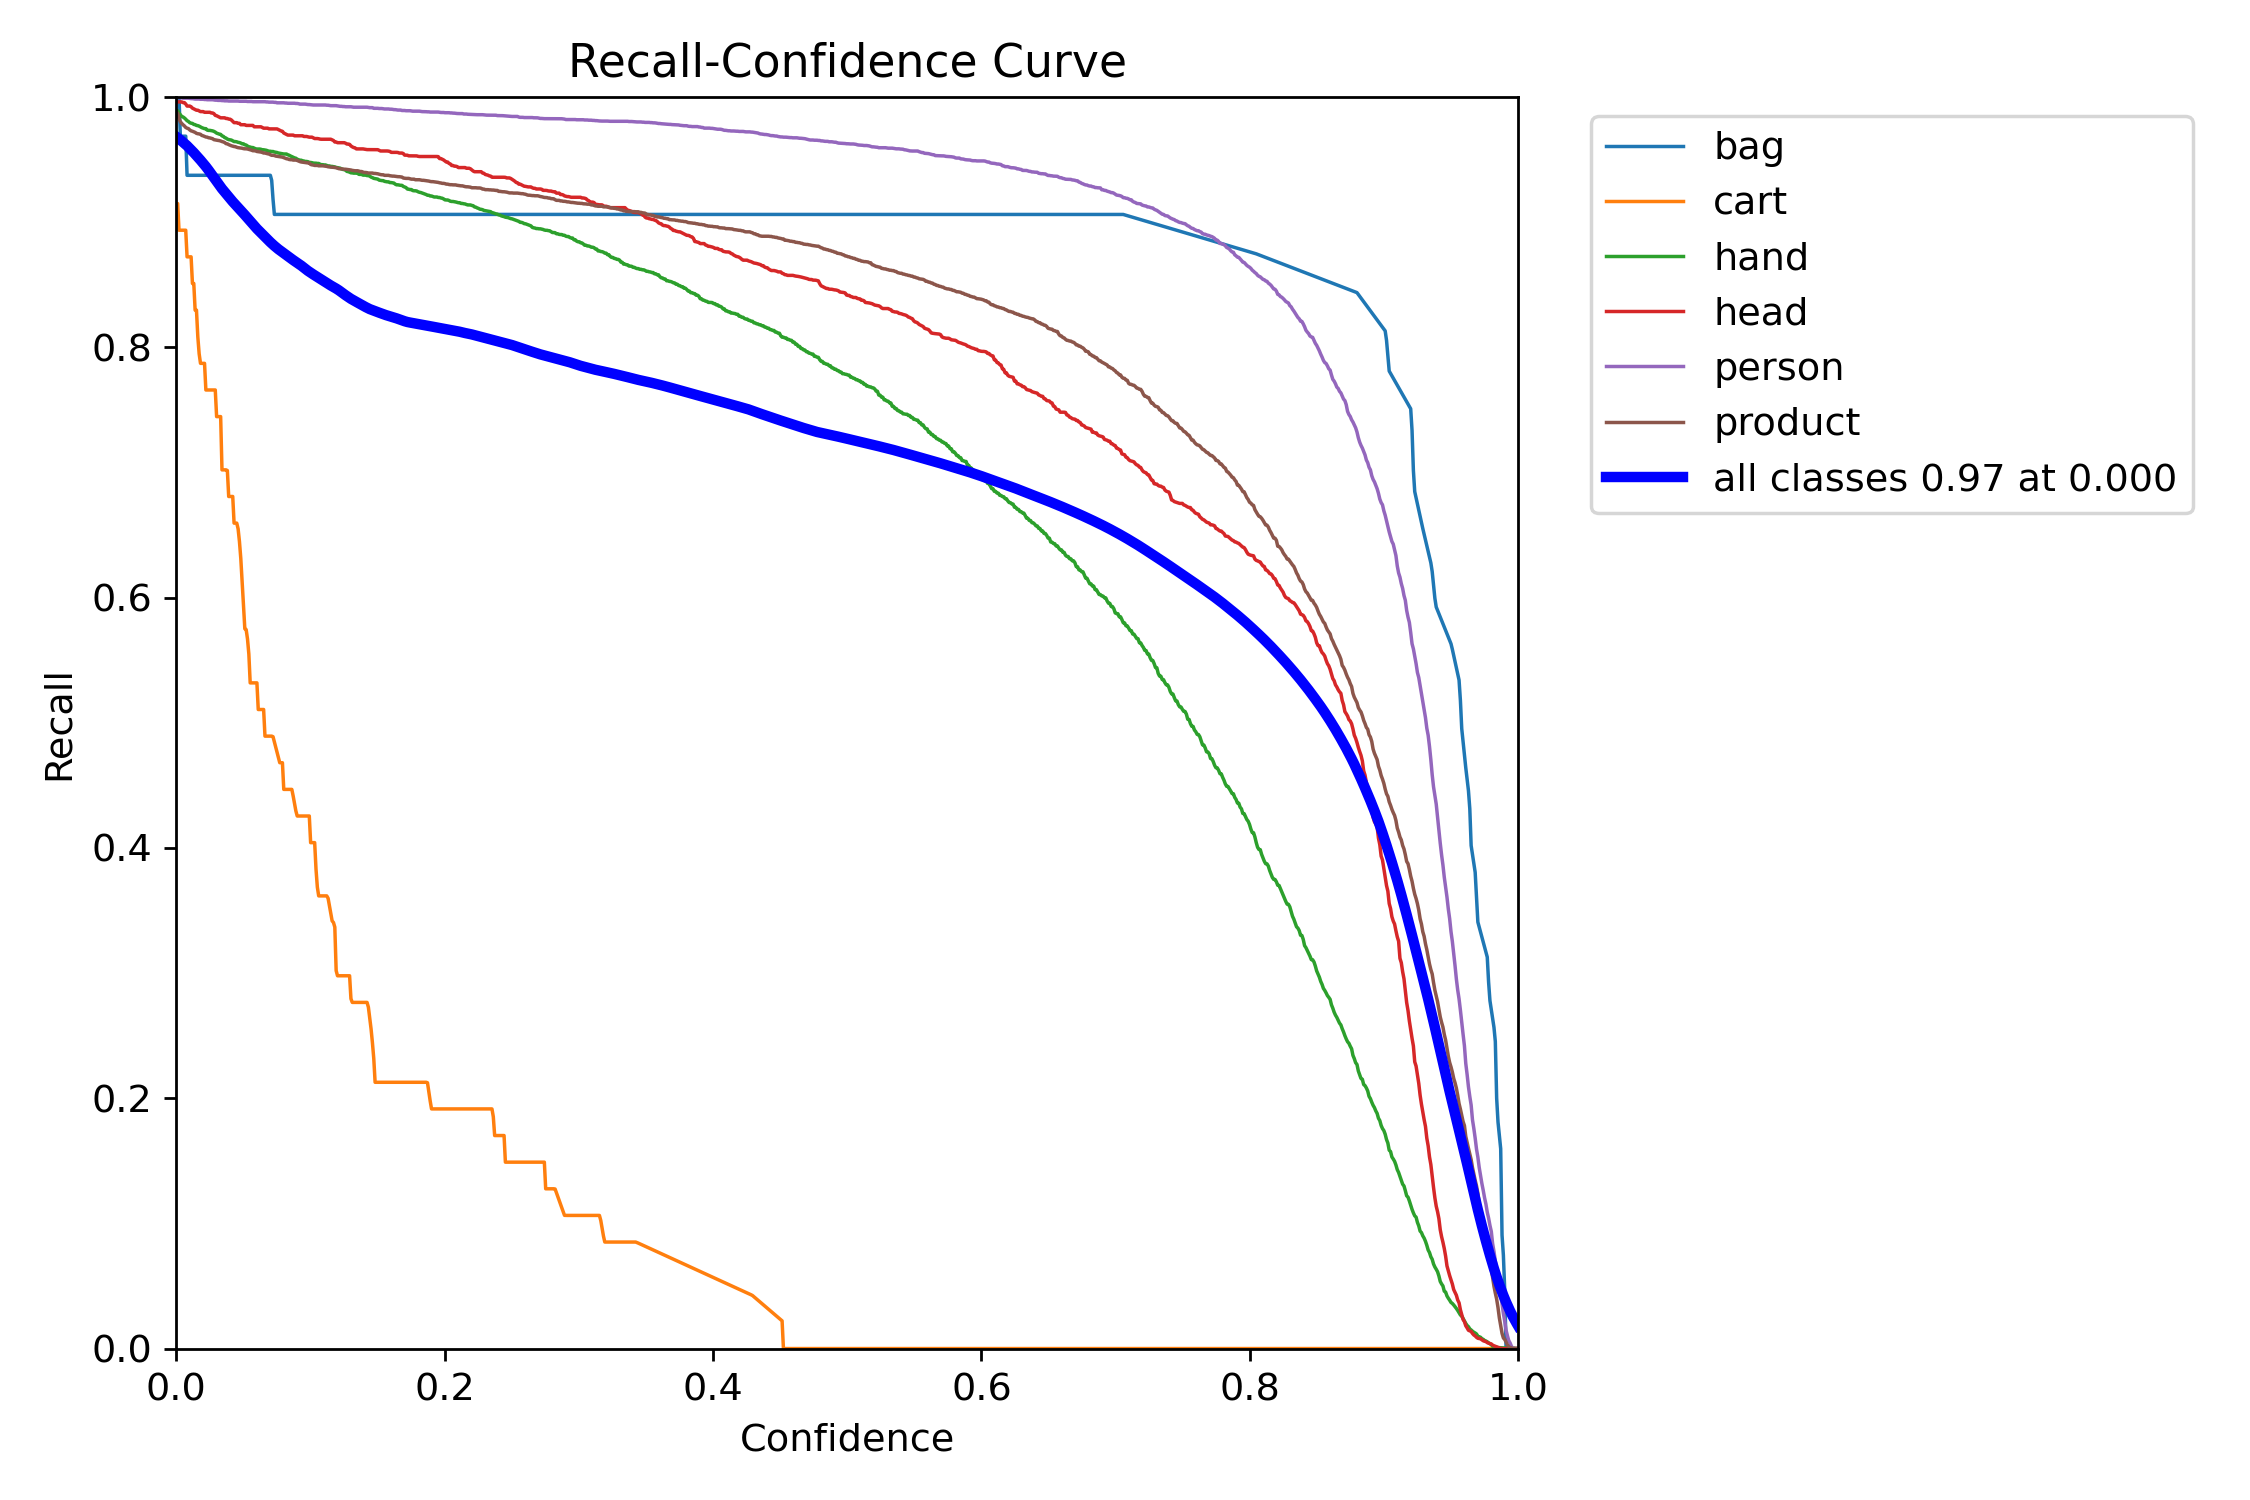 Recall-Confidence Curve
1.0
0.8
0.6
0.4
0.2
0.0
Recall
0.0 0.2 0.4 0.6 0.8 1.0
Confidence
bag
cart
hand
head
person
product
all classes 0.97 at 0.000